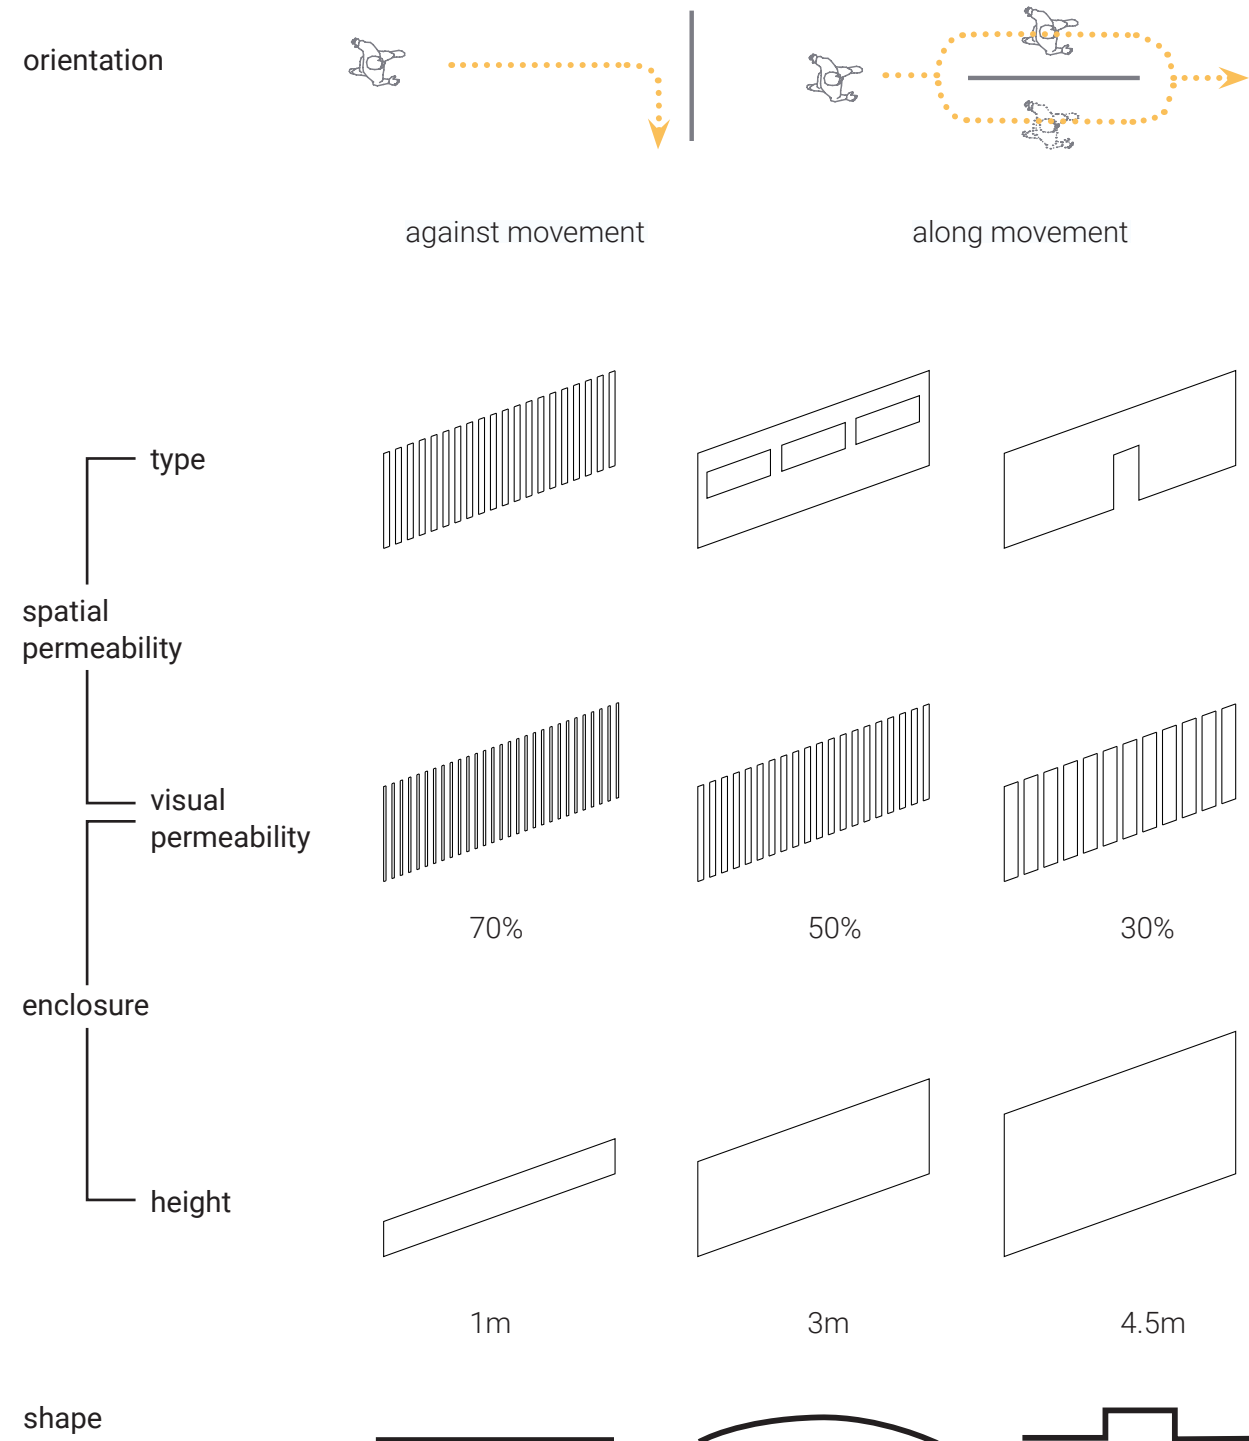 orientation
against movement
along movement
type
spatial
permeability
visual
permeability
70%
50%
30%
enclosure
height
1m
3m
4.5m
shape